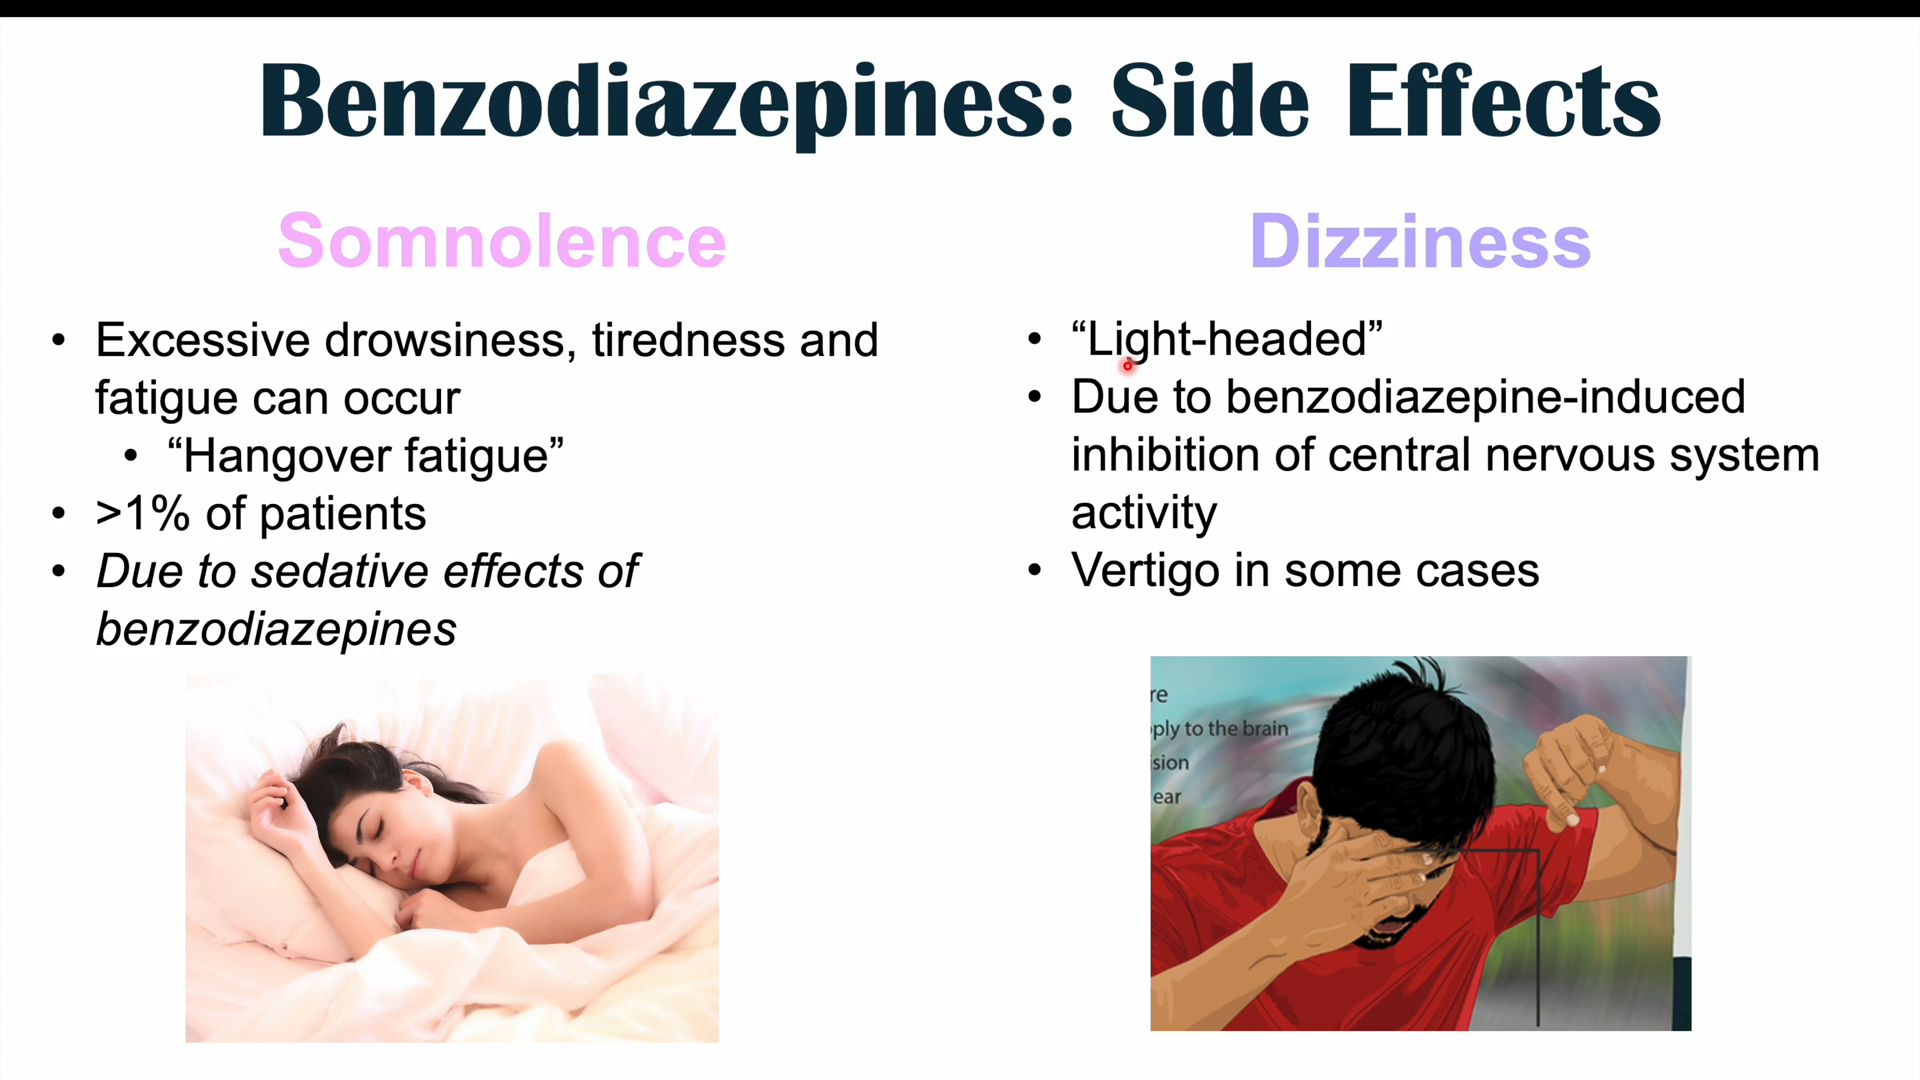 Benzodiazepines: Side Effects
Somnolence
• Excessive drowsiness, tiredness and
fatigue can occur
• “Hangover fatigue”
• >1% of patients
• Due to sedative effects of
benzodiazepines
Dizziness
• “Light-headed”
• Due to benzodiazepine-induced
inhibition of central nervous system
activity
• Vertigo in some cases
re
ply to the brain
sion
ear